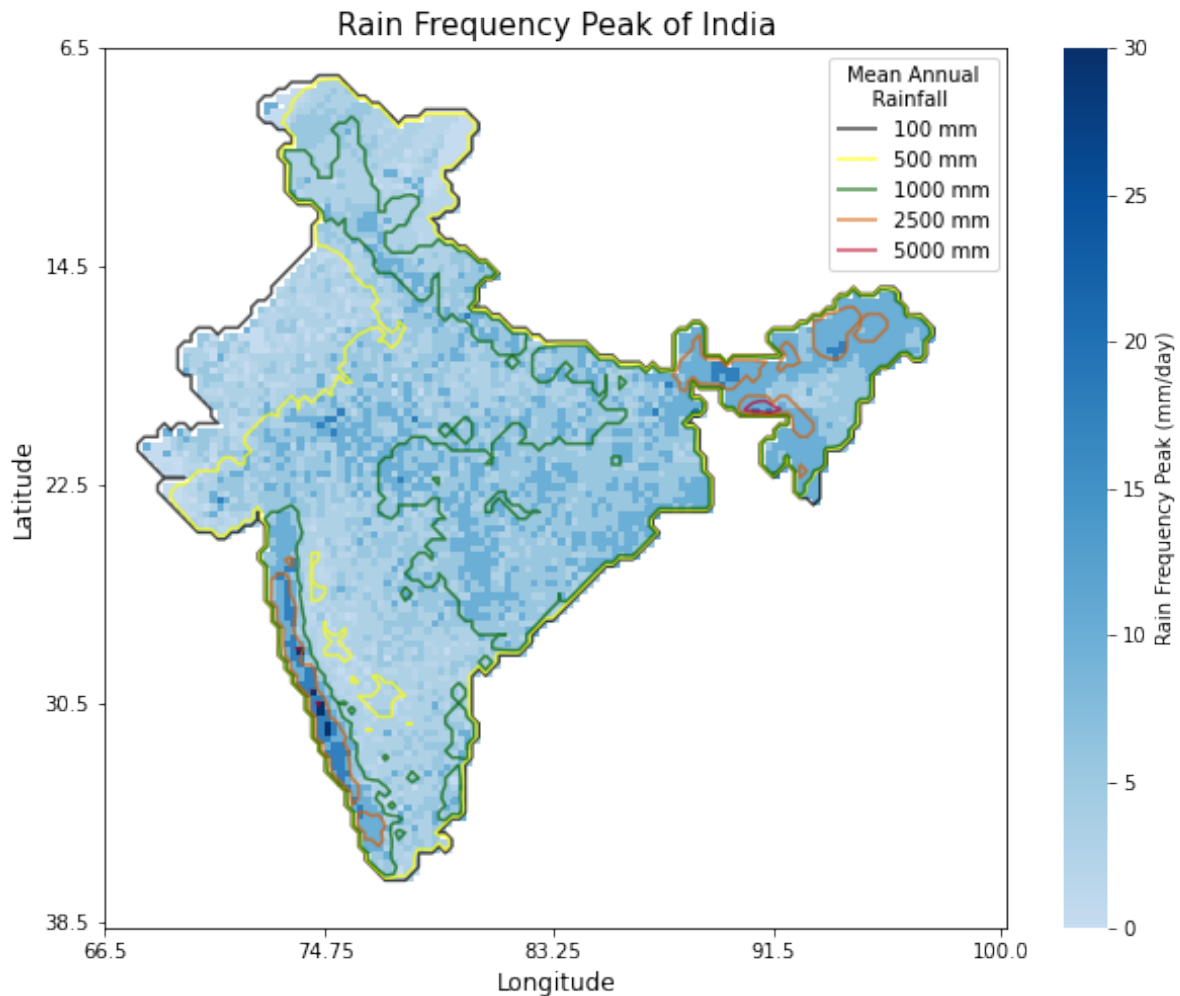 Rain Frequency Peak of India
6.5
14.5
22.5
30.5
38.5
Latitude
66.5
74.75
83.25
91.5
100.0
Longitude
Mean Annual
Rainfall
100 mm
500 mm
1000 mm
2500 mm
5000 mm
30
25
20
15
10
5
0
Rain Frequency Peak (mm/day)